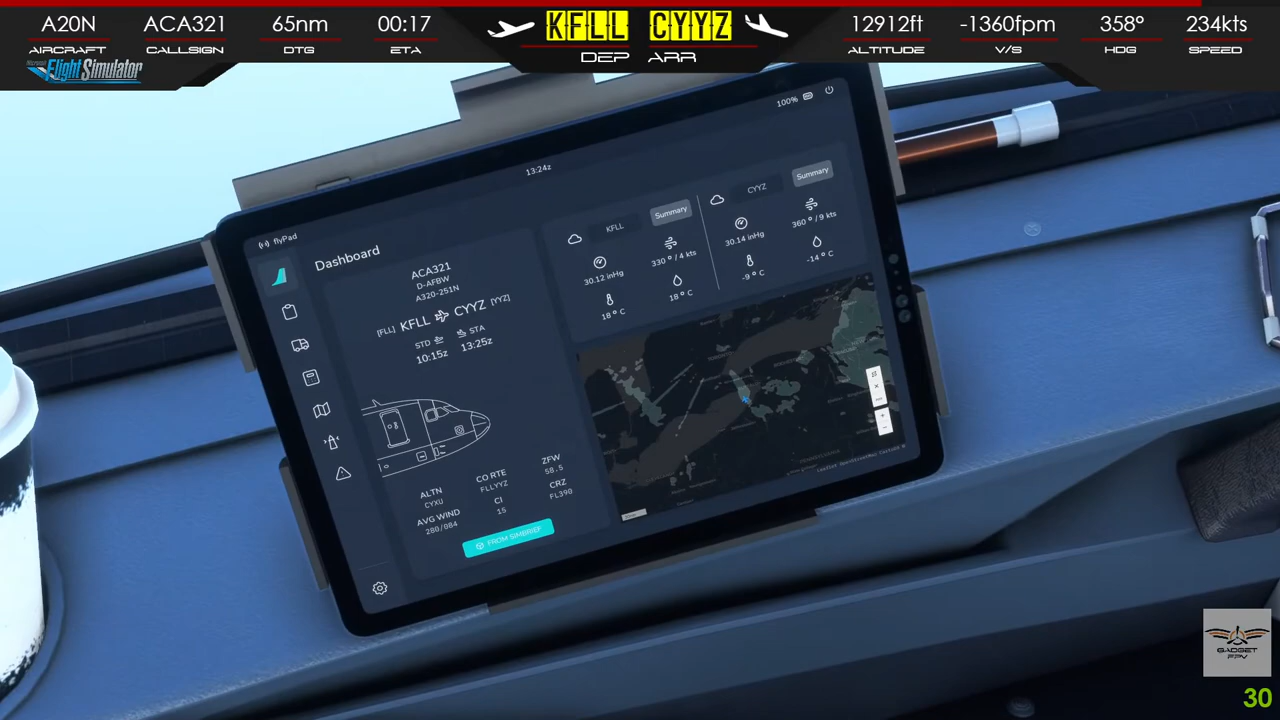 A20N ACA321 65nm 00:17 KFLL CYYZ 12912ft -1360fpm 358° 234kts
AIRCRAFT CALLSIGN DTG ETA DEP ARR ALTITUDE V/S HDG SPEED
Microsoft
Flight Simulator
100%
13:24z
flyPad
Dashboard
ACA321
D-AFBW
A320-251N
[FLL] KFLL CYYZ [YYZ]
STD STA
10:15z 13:25z
ALTN CO RTE ZFW
CYXU FLLYYZ 58.5
AVG WIND CI CRZ
280/084 15 FL390
FROM SIMBRIEF
KFLL Summary
30.12 inHg 330° / 4 kts
18° C 18° C
CYYZ Summary
30.14 inHg 360° / 9 kts
-9° C -14° C
GADGET
FPV
30